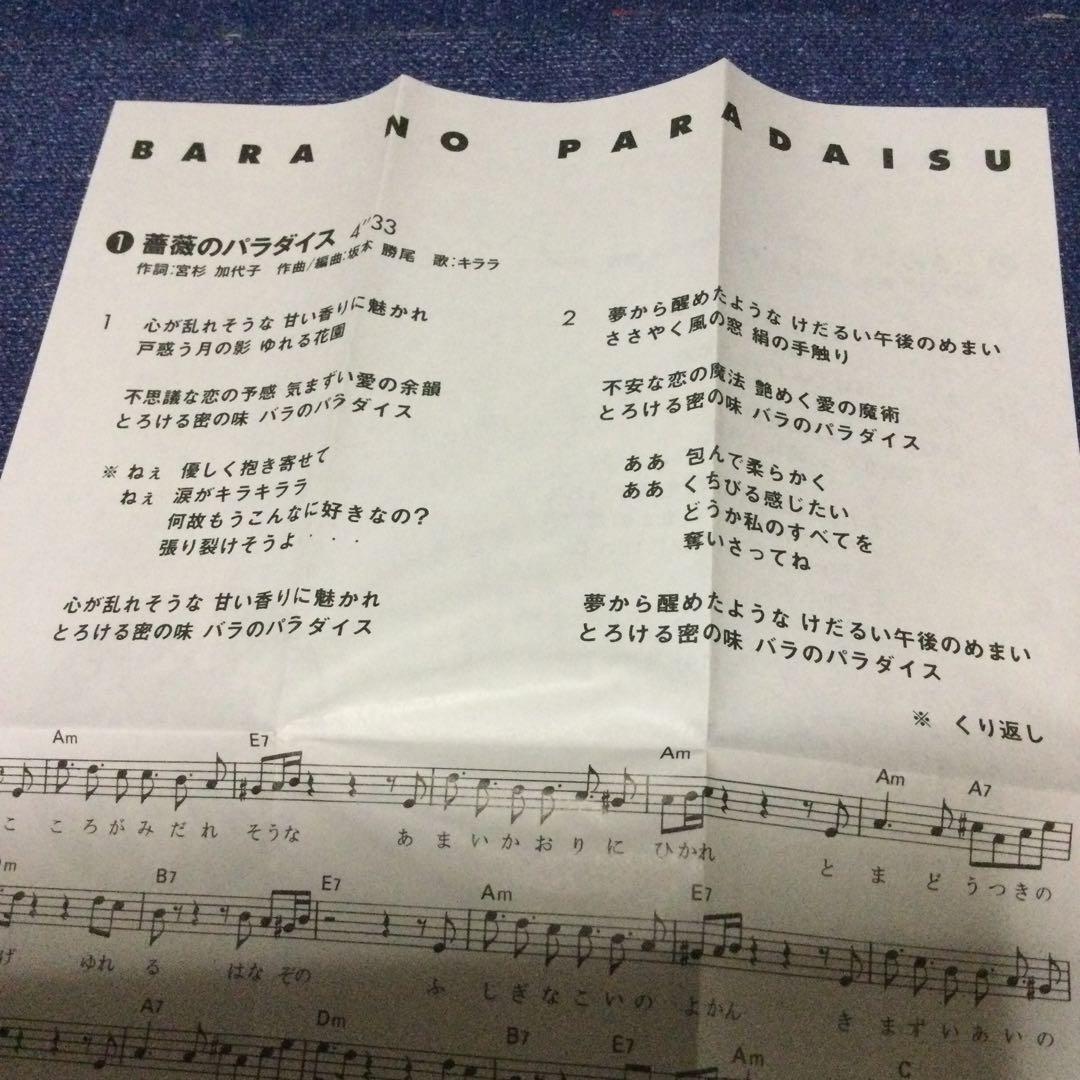 BARA NO PARADAISU
❶ 薔薇のパラダイス 4"33
作詞:宮杉 加代子 作曲/編曲:坂本 勝尾 歌:キララ
1 心が乱れそうな 甘い香りに魅かれ
戸惑う月の影 ゆれる花園
不思議な恋の予感 気まずい愛の余韻
とろける密の味 バラのパラダイス
※ ねぇ 優しく抱き寄せて
ねぇ 涙がキラキララ
何故もうこんなに好きなの?
張り裂けそうよ・・・
心が乱れそうな 甘い香りに魅かれ
とろける密の味 バラのパラダイス
2 夢から醒めたような けだるい午後のめまい
ささやく風の窓 絹の手触り
不安な恋の魔法 艶めく愛の魔術
とろける密の味 バラのパラダイス
ああ 包んで柔らかく
ああ くちびる感じたい
どうか私のすべてを
奪いさってね
夢から醒めたような けだるい午後のめまい
とろける密の味 バラのパラダイス
※ くり返し
Am E7 Am Am A7
こころがみだれ そうな あまいかおりに ひかれ とまどうつきの
Dm B7 E7 Am E7
げ ゆれる はなぞの ふしぎなこいの よかん きまずいあいの
A7 Dm B7 E7 Am C